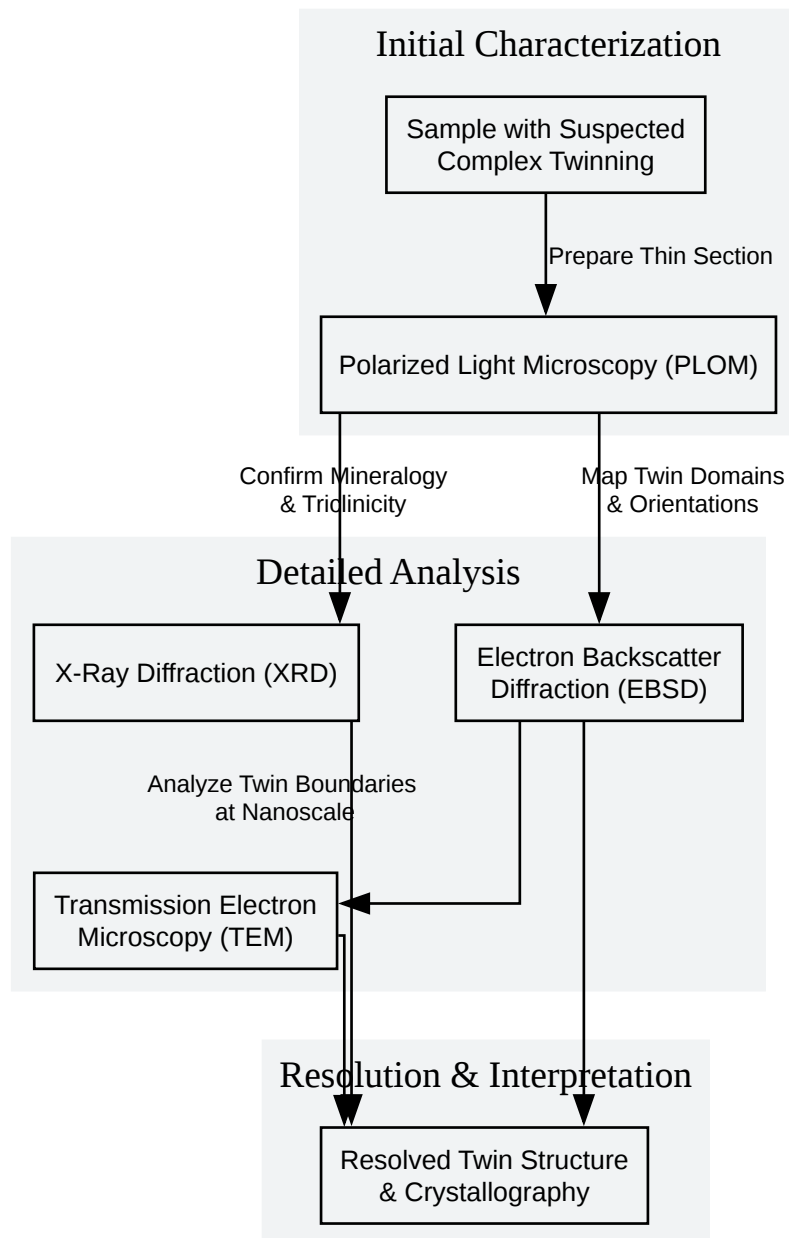 Initial Characterization
Sample with Suspected
Complex Twinning
Prepare Thin Section
Polarized Light Microscopy (PLOM)
Confirm Mineralogy
& Triclinicity
Map Twin Domains
& Orientations
Detailed Analysis
X-Ray Diffraction (XRD)
Electron Backscatter
Diffraction (EBSD)
Analyze Twin Boundaries
at Nanoscale
Transmission Electron
Microscopy (TEM)
Resolution & Interpretation
Resolved Twin Structure
& Crystallography